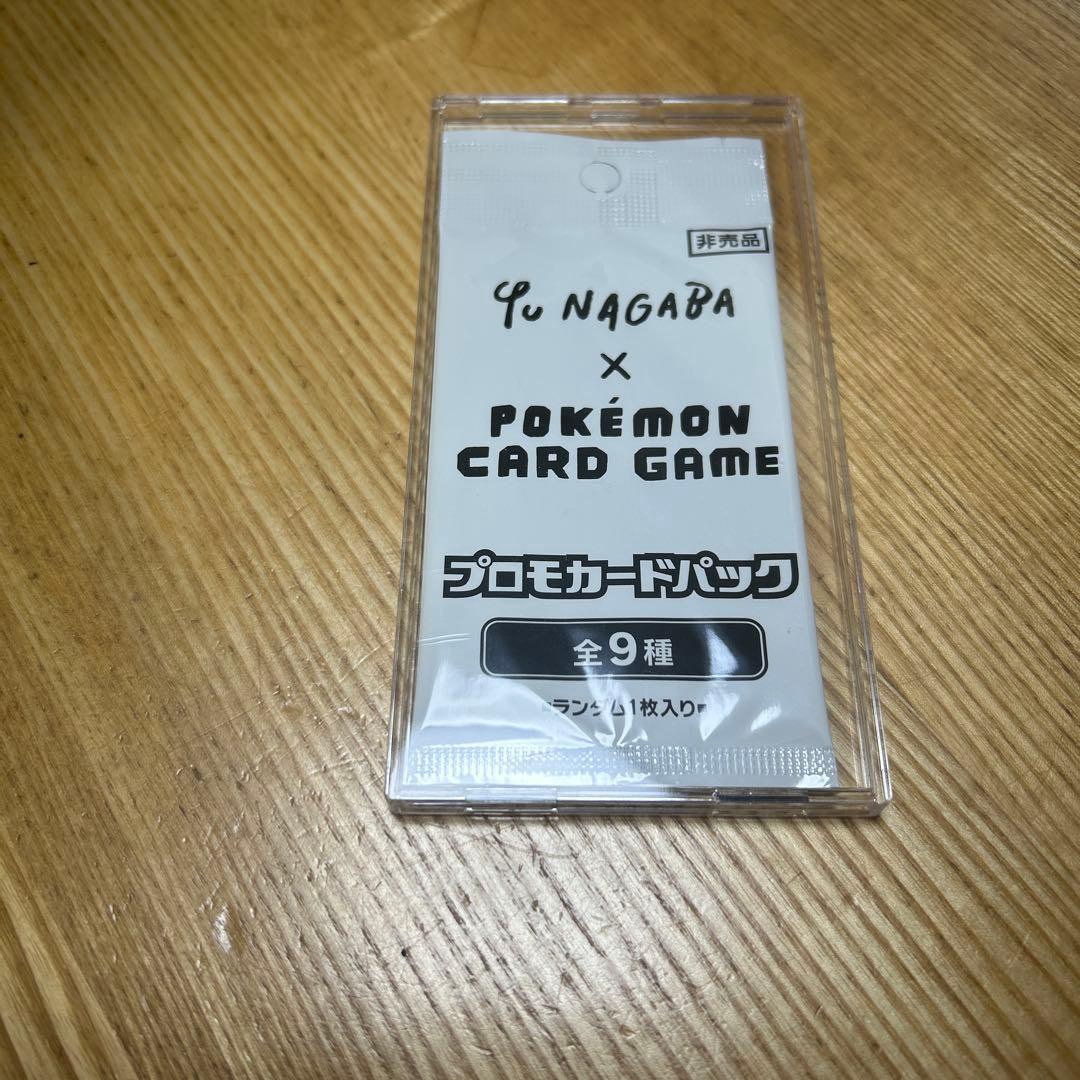 非売品
Yu NAGABA
×
POKÉMON
CARD GAME
プロモカードパック
全9種
■ランダム1枚入り■